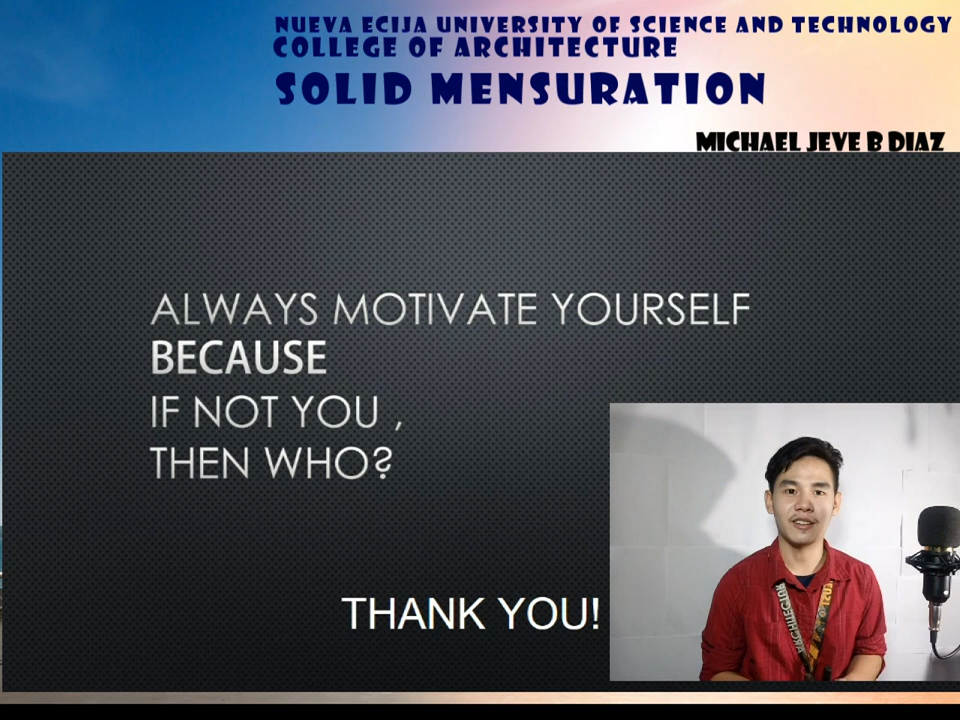 NUEVA ECIJA UNIVERSITY OF SCIENCE AND TECHNOLOGY
COLLEGE OF ARCHITECTURE
SOLID MENSURATION
MICHAEL JEVE B DIAZ
ALWAYS MOTIVATE YOURSELF
BECAUSE
IF NOT YOU ,
THEN WHO?
THANK YOU!